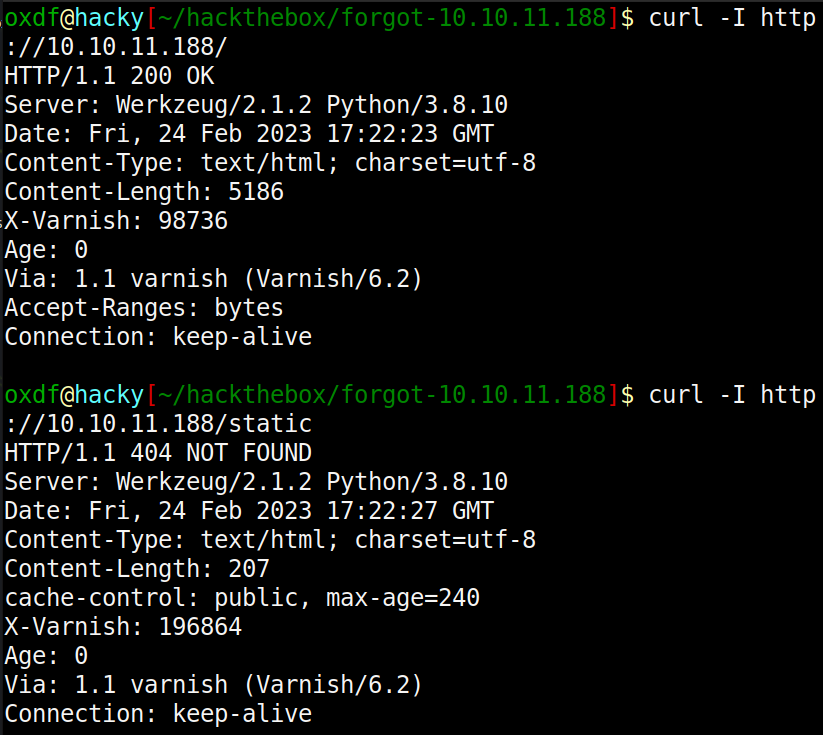 oxdf@hacky[~/hackthebox/forgot-10.10.11.188]$ curl -I http
://10.10.11.188/
HTTP/1.1 200 OK
Server: Werkzeug/2.1.2 Python/3.8.10
Date: Fri, 24 Feb 2023 17:22:23 GMT
Content-Type: text/html; charset=utf-8
Content-Length: 5186
X-Varnish: 98736
Age: 0
Via: 1.1 varnish (Varnish/6.2)
Accept-Ranges: bytes
Connection: keep-alive

oxdf@hacky[~/hackthebox/forgot-10.10.11.188]$ curl -I http
://10.10.11.188/static
HTTP/1.1 404 NOT FOUND
Server: Werkzeug/2.1.2 Python/3.8.10
Date: Fri, 24 Feb 2023 17:22:27 GMT
Content-Type: text/html; charset=utf-8
Content-Length: 207
cache-control: public, max-age=240
X-Varnish: 196864
Age: 0
Via: 1.1 varnish (Varnish/6.2)
Connection: keep-alive